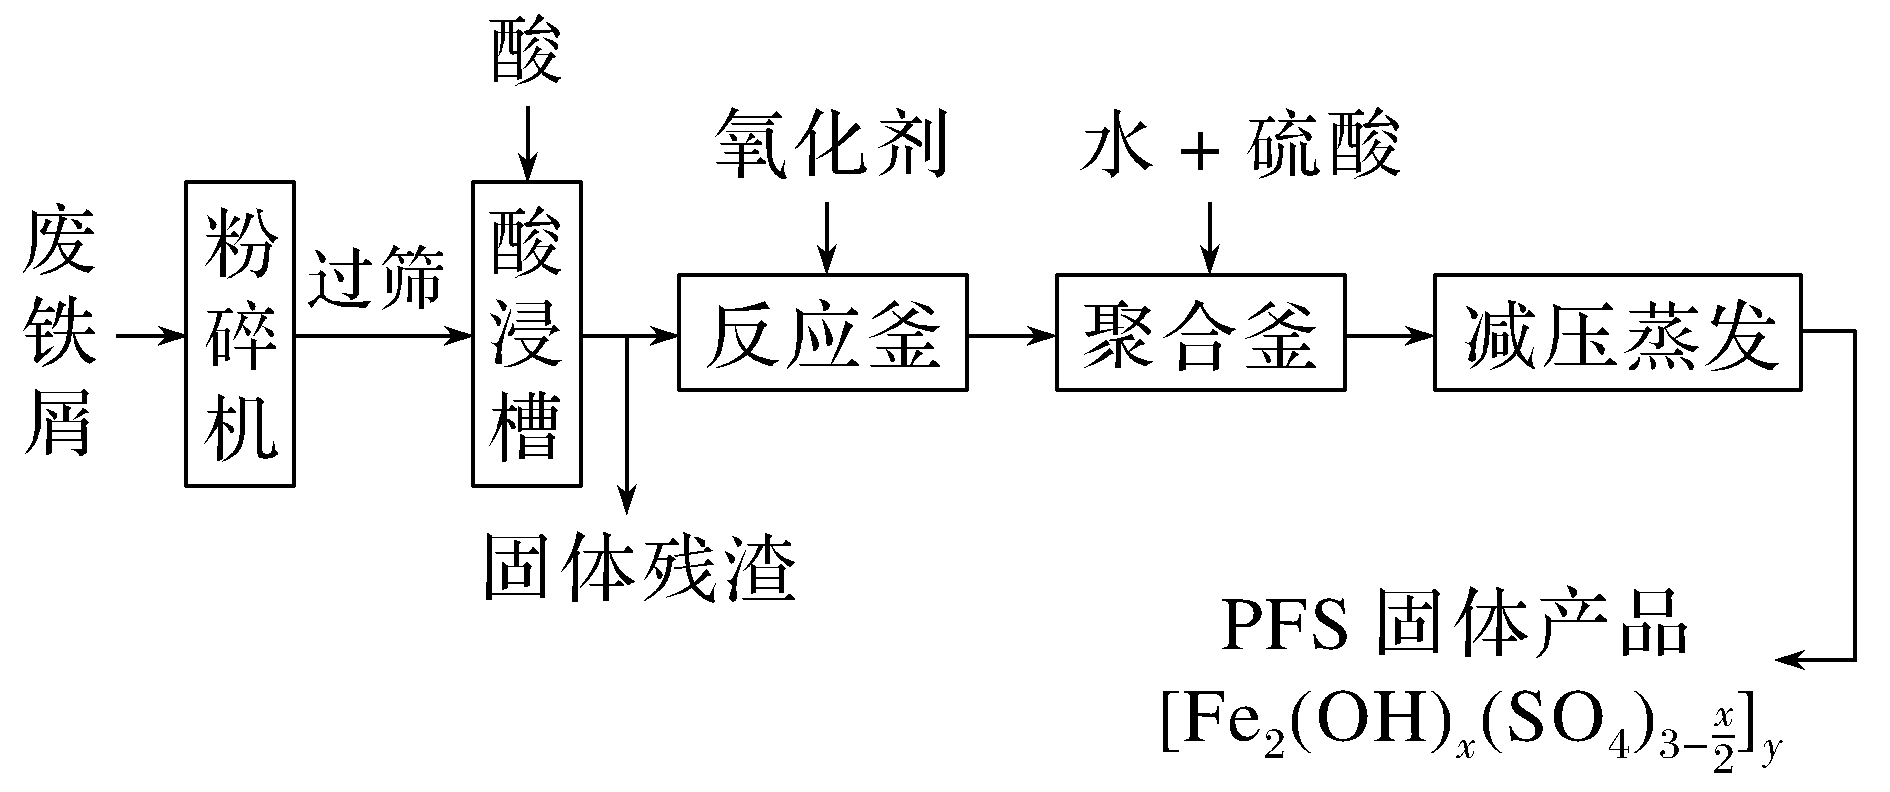 酸
氧化剂
水 + 硫酸
废铁屑
粉碎机
过筛
酸浸槽
反应釜
聚合釜
减压蒸发
固体残渣
PFS 固体产品
[Fe₂(OH)ₓ(SO₄)_{3-\frac{x}{2}}]_y